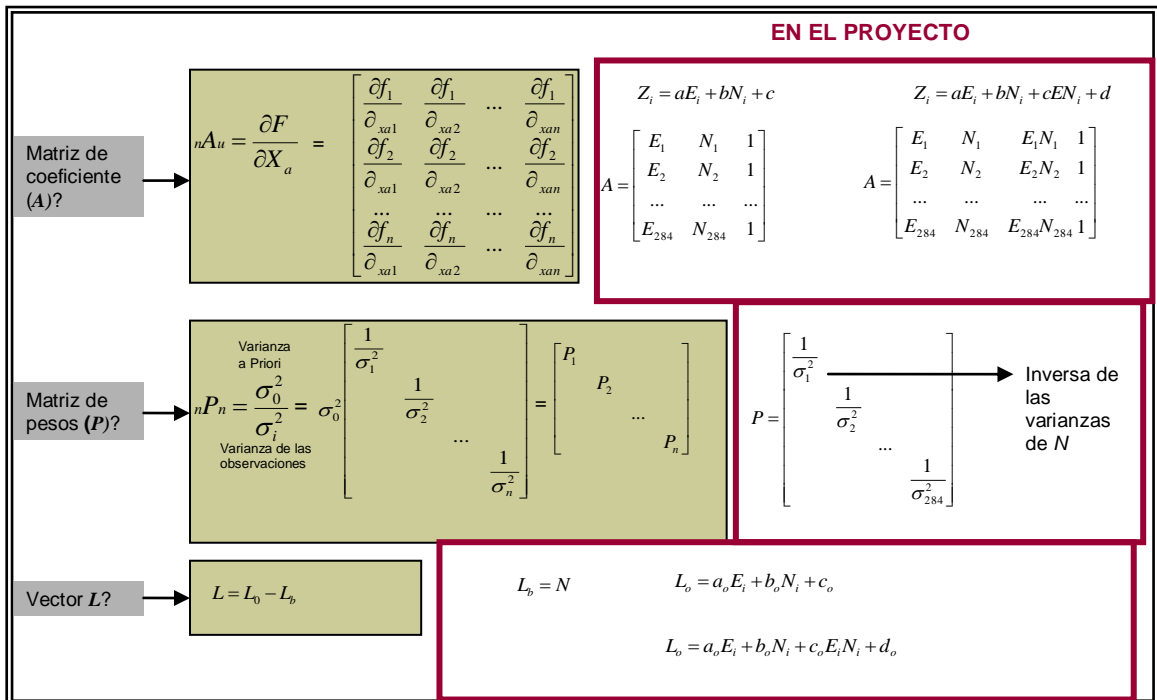 EN EL PROYECTO
Matriz de
coeficiente
(A)?
ₙAᵤ = ∂F / ∂Xₐ = [ ∂f₁/∂ₓₐ₁ ∂f₁/∂ₓₐ₂ ... ∂f₁/∂ₓₐₙ
∂f₂/∂ₓₐ₁ ∂f₂/∂ₓₐ₂ ... ∂f₂/∂ₓₐₙ
... ... ... ...
∂fₙ/∂ₓₐ₁ ∂fₙ/∂ₓₐ₂ ... ∂fₙ/∂ₓₐₙ ]
Zᵢ = aEᵢ + bNᵢ + c
A = [ E₁ N₁ 1
E₂ N₂ 1
... ... ...
E₂₈₄ N₂₈₄ 1 ]
Zᵢ = aEᵢ + bNᵢ + cENᵢ + d
A = [ E₁ N₁ E₁N₁ 1
E₂ N₂ E₂N₂ 1
... ... ... ...
E₂₈₄ N₂₈₄ E₂₈₄N₂₈₄ 1 ]
Matriz de
pesos (P)?
Varianza
a Priori
ₙPₙ = σ₀² / σᵢ² = σ₀² [ 1/σ₁²
1/σ₂²
...
1/σₙ² ] = [ P₁
P₂
...
Pₙ ]
Varianza de las
observaciones
P = [ 1/σ₁²
1/σ₂²
...
1/σ₂₈₄² ]
Inversa de
las
varianzas
de N
Vector L?
L = L₀ − L_b
L_b = N
Lₒ = aₒEᵢ + bₒNᵢ + cₒ
Lₒ = aₒEᵢ + bₒNᵢ + cₒEᵢNᵢ + dₒ